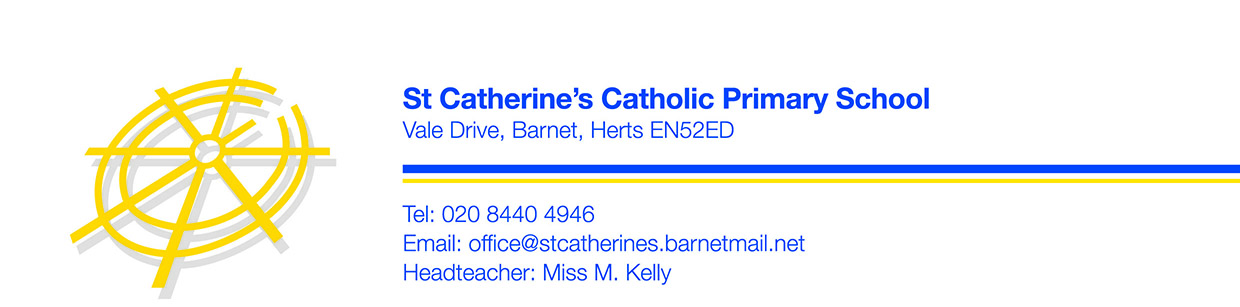 St Catherine’s Catholic Primary School
Vale Drive, Barnet, Herts EN52ED
Tel: 020 8440 4946
Email: office@stcatherines.barnetmail.net
Headteacher: Miss M. Kelly